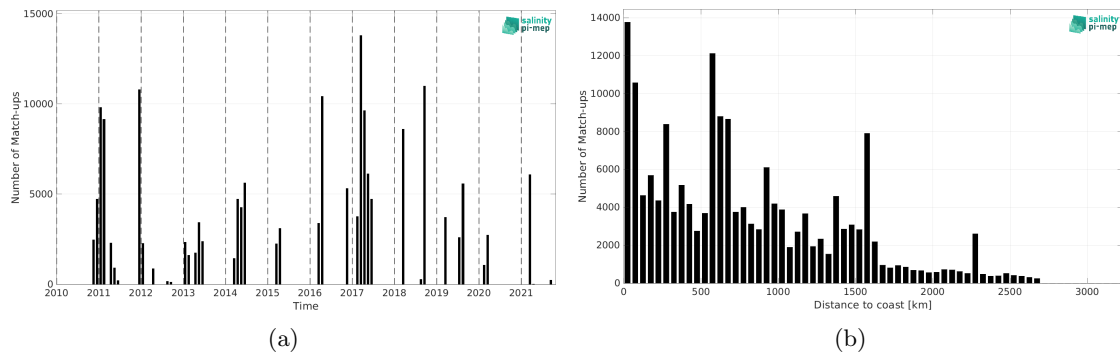 15000
10000
5000
0
Number of Match-ups
2010 2011 2012 2013 2014 2015 2016 2017 2018 2019 2020 2021
Time
salinity
pi-mep
(a)
14000
12000
10000
8000
6000
4000
2000
0
Number of Match-ups
0 500 1000 1500 2000 2500 3000
Distance to coast [km]
salinity
pi-mep
(b)